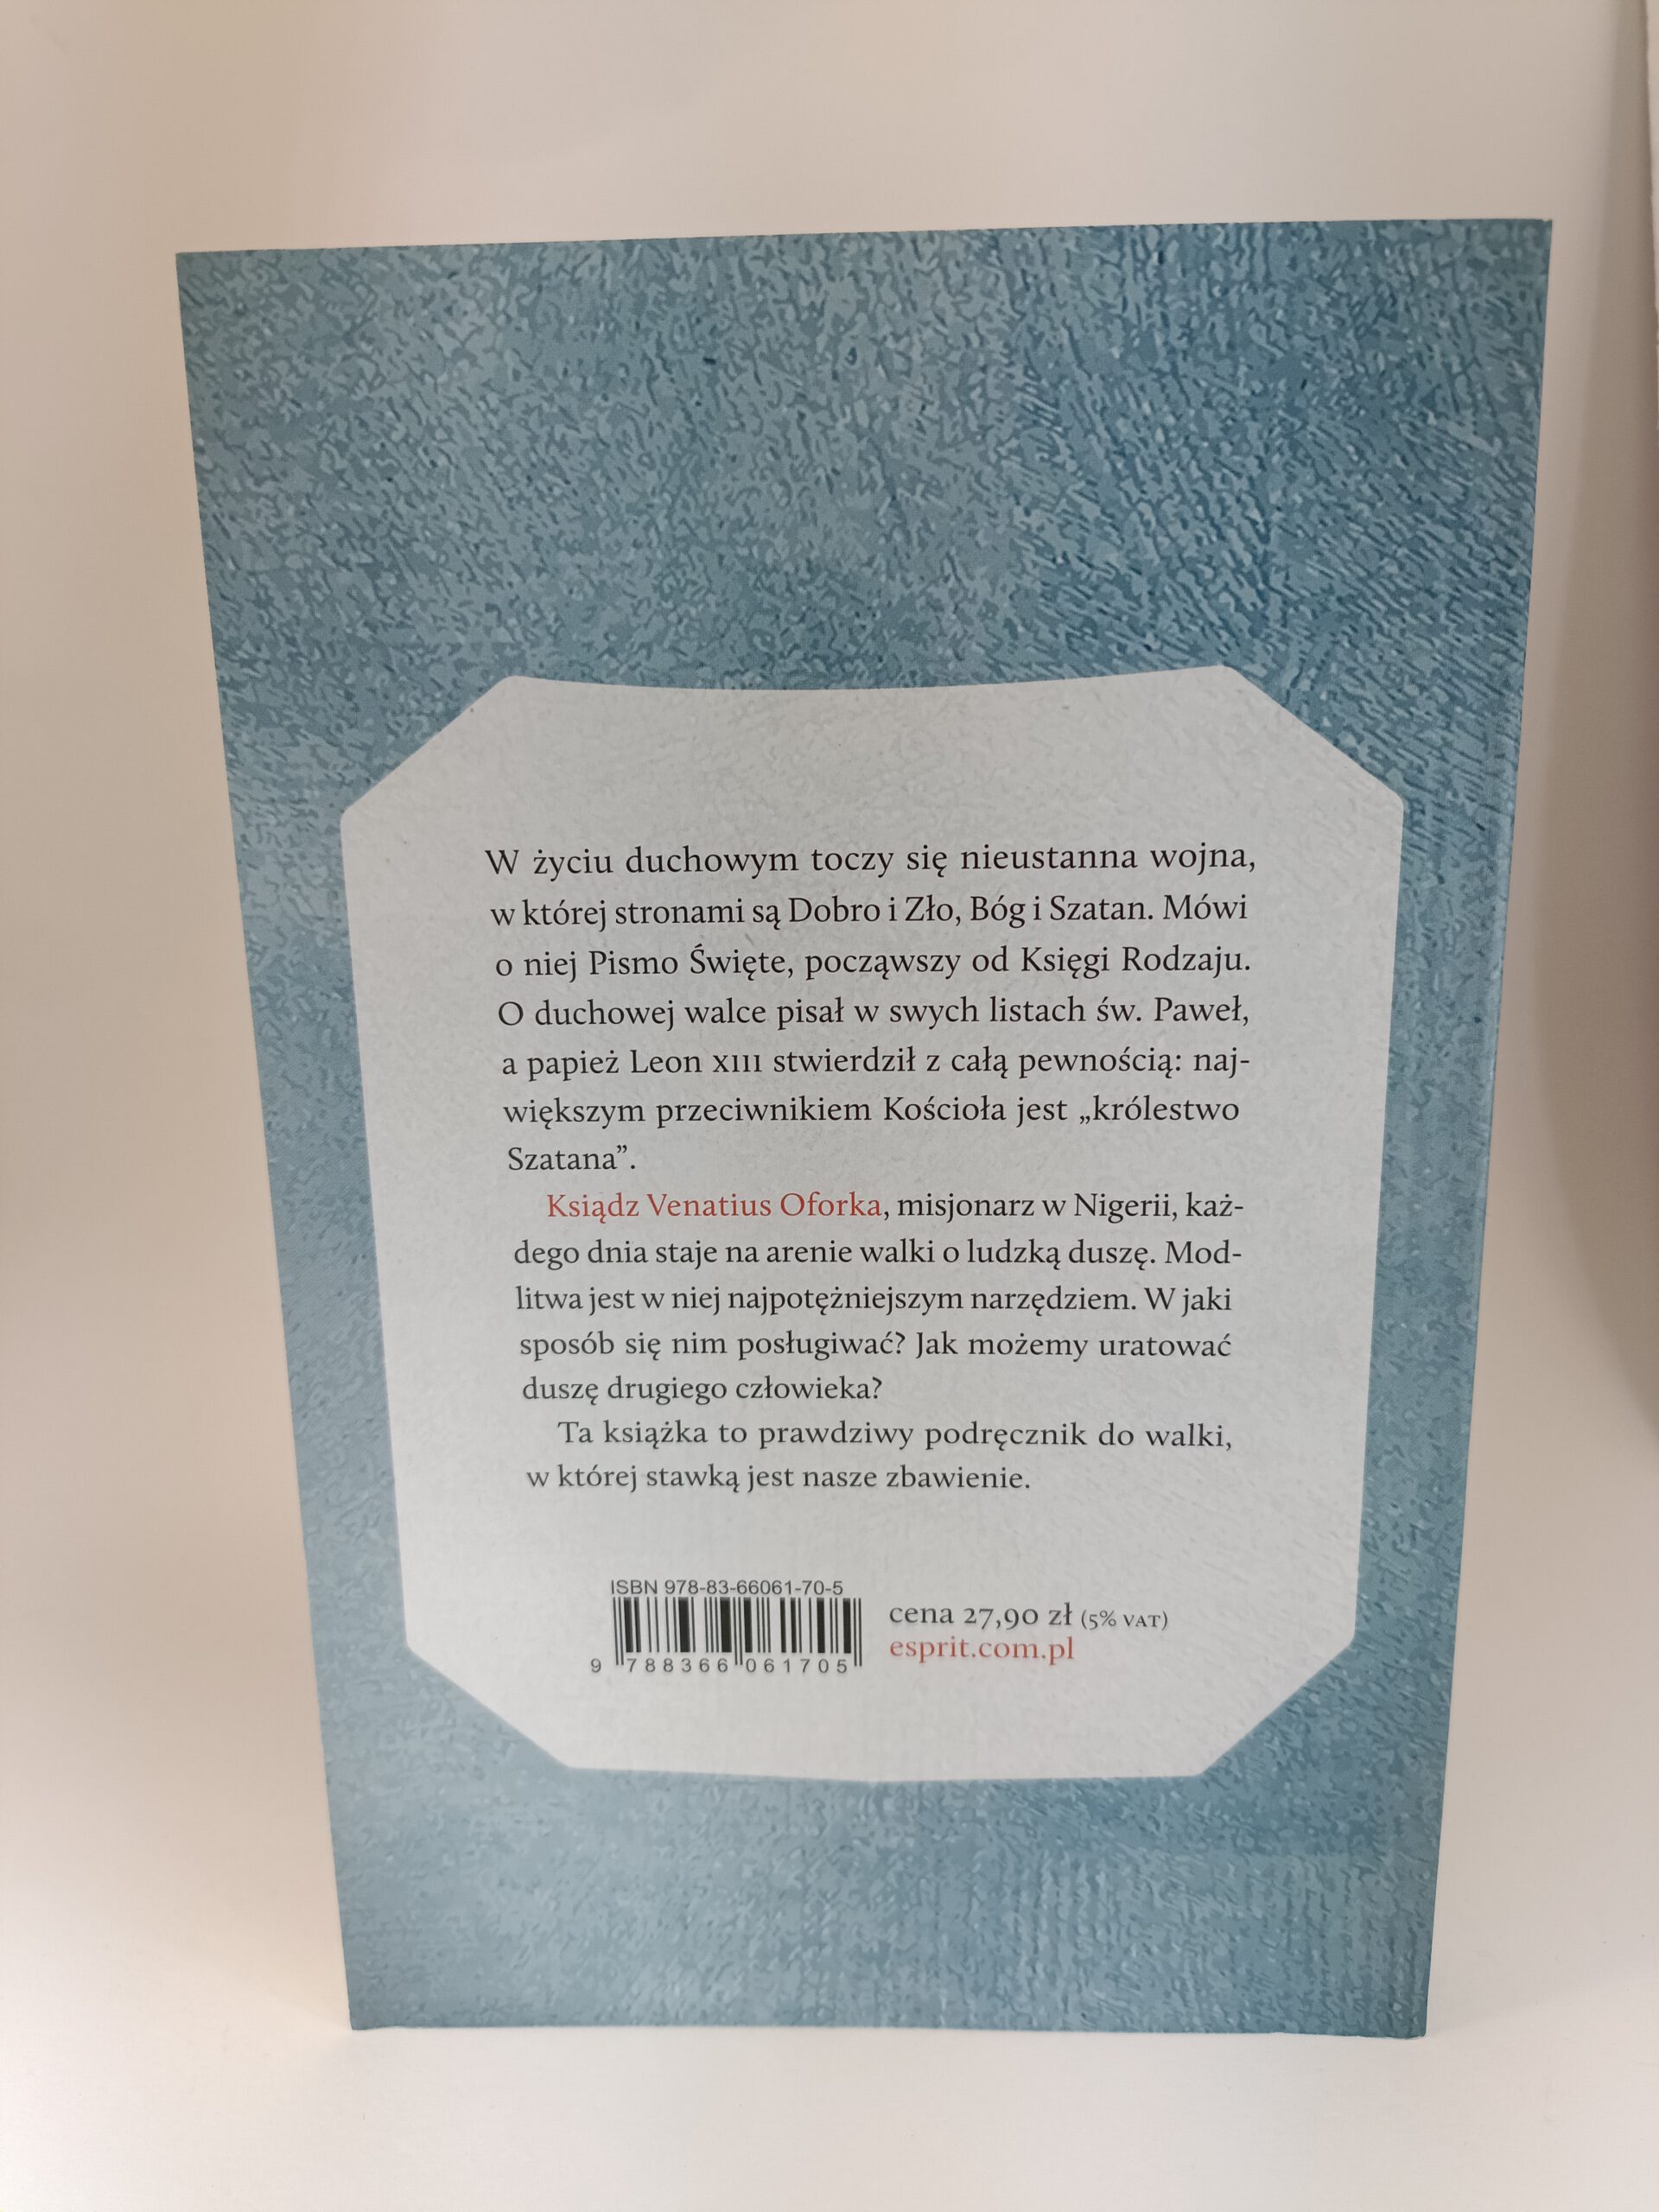 W życiu duchowym toczy się nieustanna wojna,
w której stronami są Dobro i Zło, Bóg i Szatan. Mówi
o niej Pismo Święte, począwszy od Księgi Rodzaju.
O duchowej walce pisał w swych listach św. Paweł,
a papież Leon XIII stwierdził z całą pewnością: naj-
większym przeciwnikiem Kościoła jest „królestwo
Szatana”.
Ksiądz Venatius Oforka, misjonarz w Nigerii, każ-
dego dnia staje na arenie walki o ludzką duszę. Mod-
litwa jest w niej najpotężniejszym narzędziem. W jaki
sposób się nim posługiwać? Jak możemy uratować
duszę drugiego człowieka?
Ta książka to prawdziwy podręcznik do walki,
w której stawką jest nasze zbawienie.
ISBN 978-83-66061-70-5
9 788366 061705
cena 27,90 zł (5% VAT)
esprit.com.pl